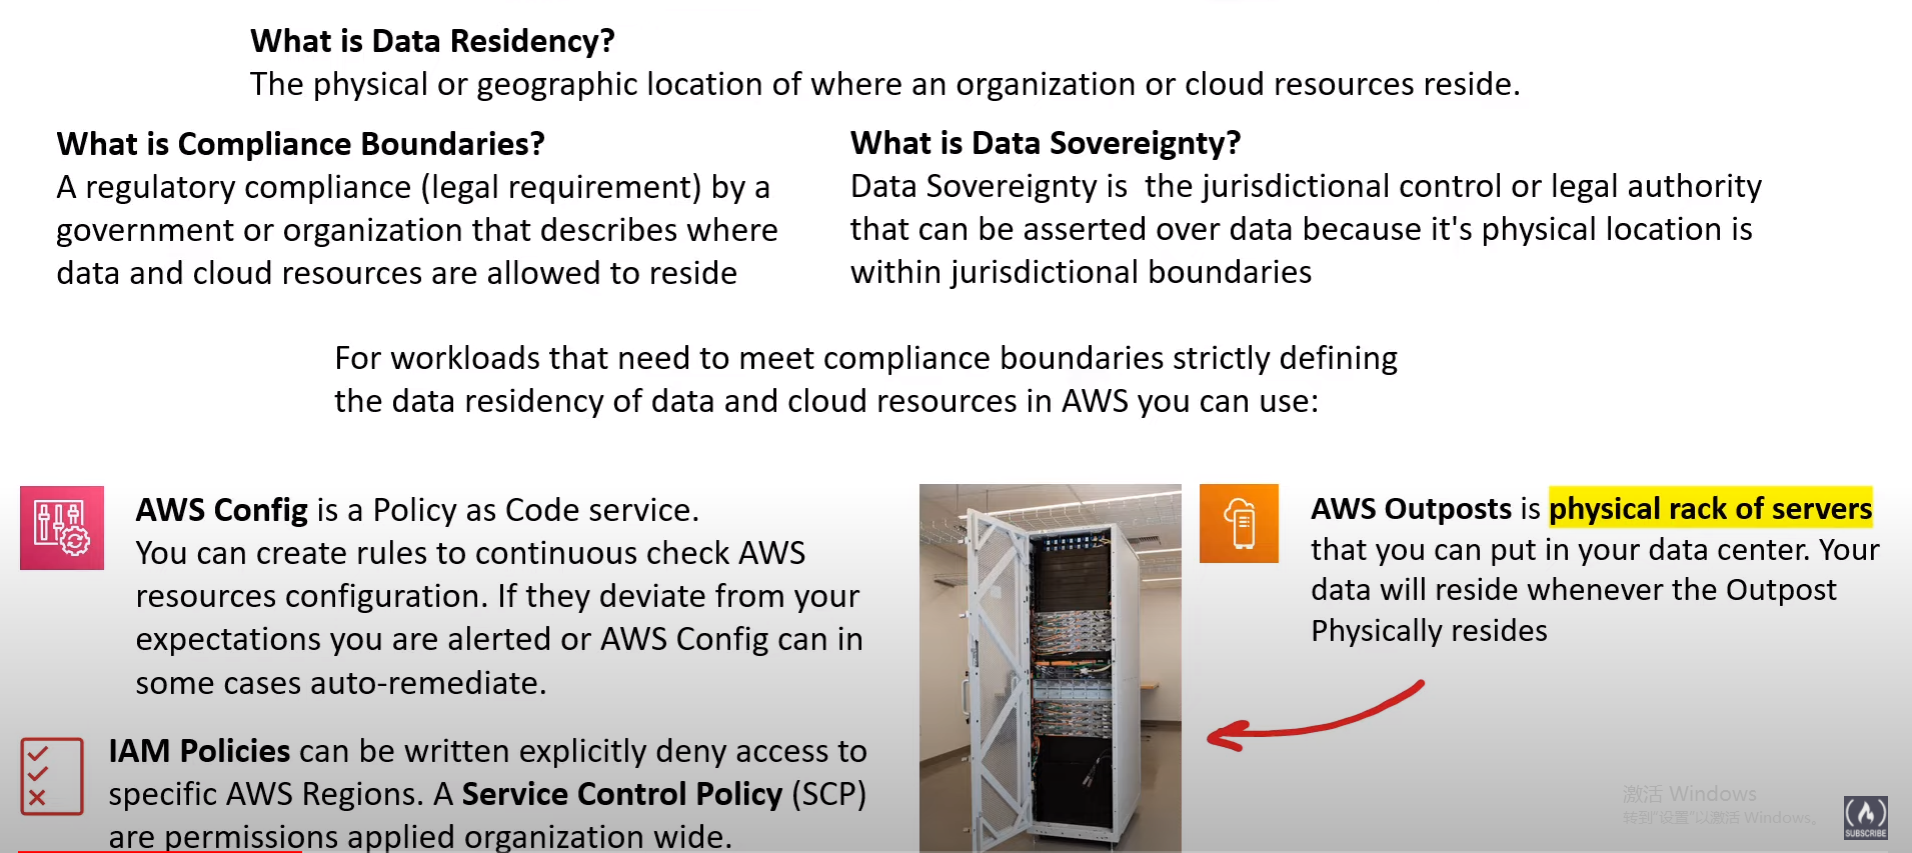 What is Data Residency?
The physical or geographic location of where an organization or cloud resources reside.
What is Compliance Boundaries?
A regulatory compliance (legal requirement) by a
government or organization that describes where
data and cloud resources are allowed to reside
What is Data Sovereignty?
Data Sovereignty is the jurisdictional control or legal authority
that can be asserted over data because it's physical location is
within jurisdictional boundaries
For workloads that need to meet compliance boundaries strictly defining
the data residency of data and cloud resources in AWS you can use:
AWS Config is a Policy as Code service.
You can create rules to continuous check AWS
resources configuration. If they deviate from your
expectations you are alerted or AWS Config can in
some cases auto-remediate.
IAM Policies can be written explicitly deny access to
specific AWS Regions. A Service Control Policy (SCP)
are permissions applied organization wide.
AWS Outposts is physical rack of servers
that you can put in your data center. Your
data will reside whenever the Outpost
Physically resides
激活 Windows
转到"设置"以激活 Windows。
SUBSCRIBE